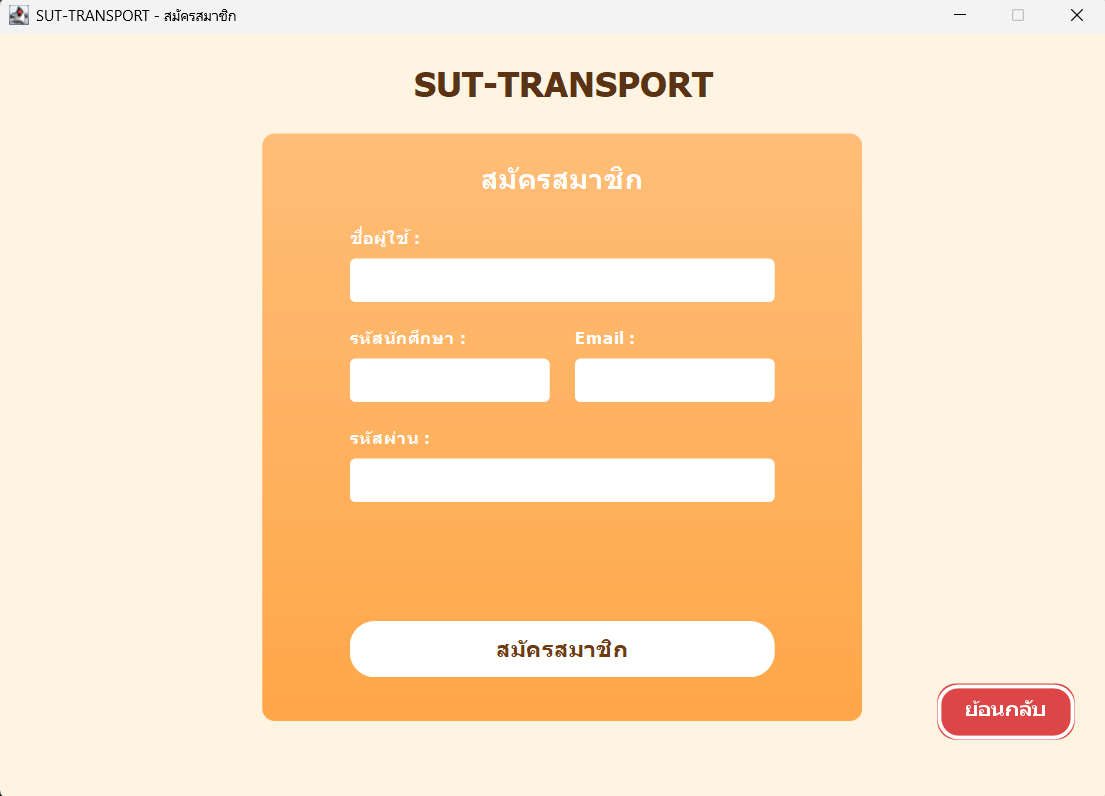 SUT-TRANSPORT - สมัครสมาชิก
SUT-TRANSPORT
สมัครสมาชิก
ชื่อผู้ใช้ :
รหัสนักศึกษา :
Email :
รหัสผ่าน :
สมัครสมาชิก
ย้อนกลับ